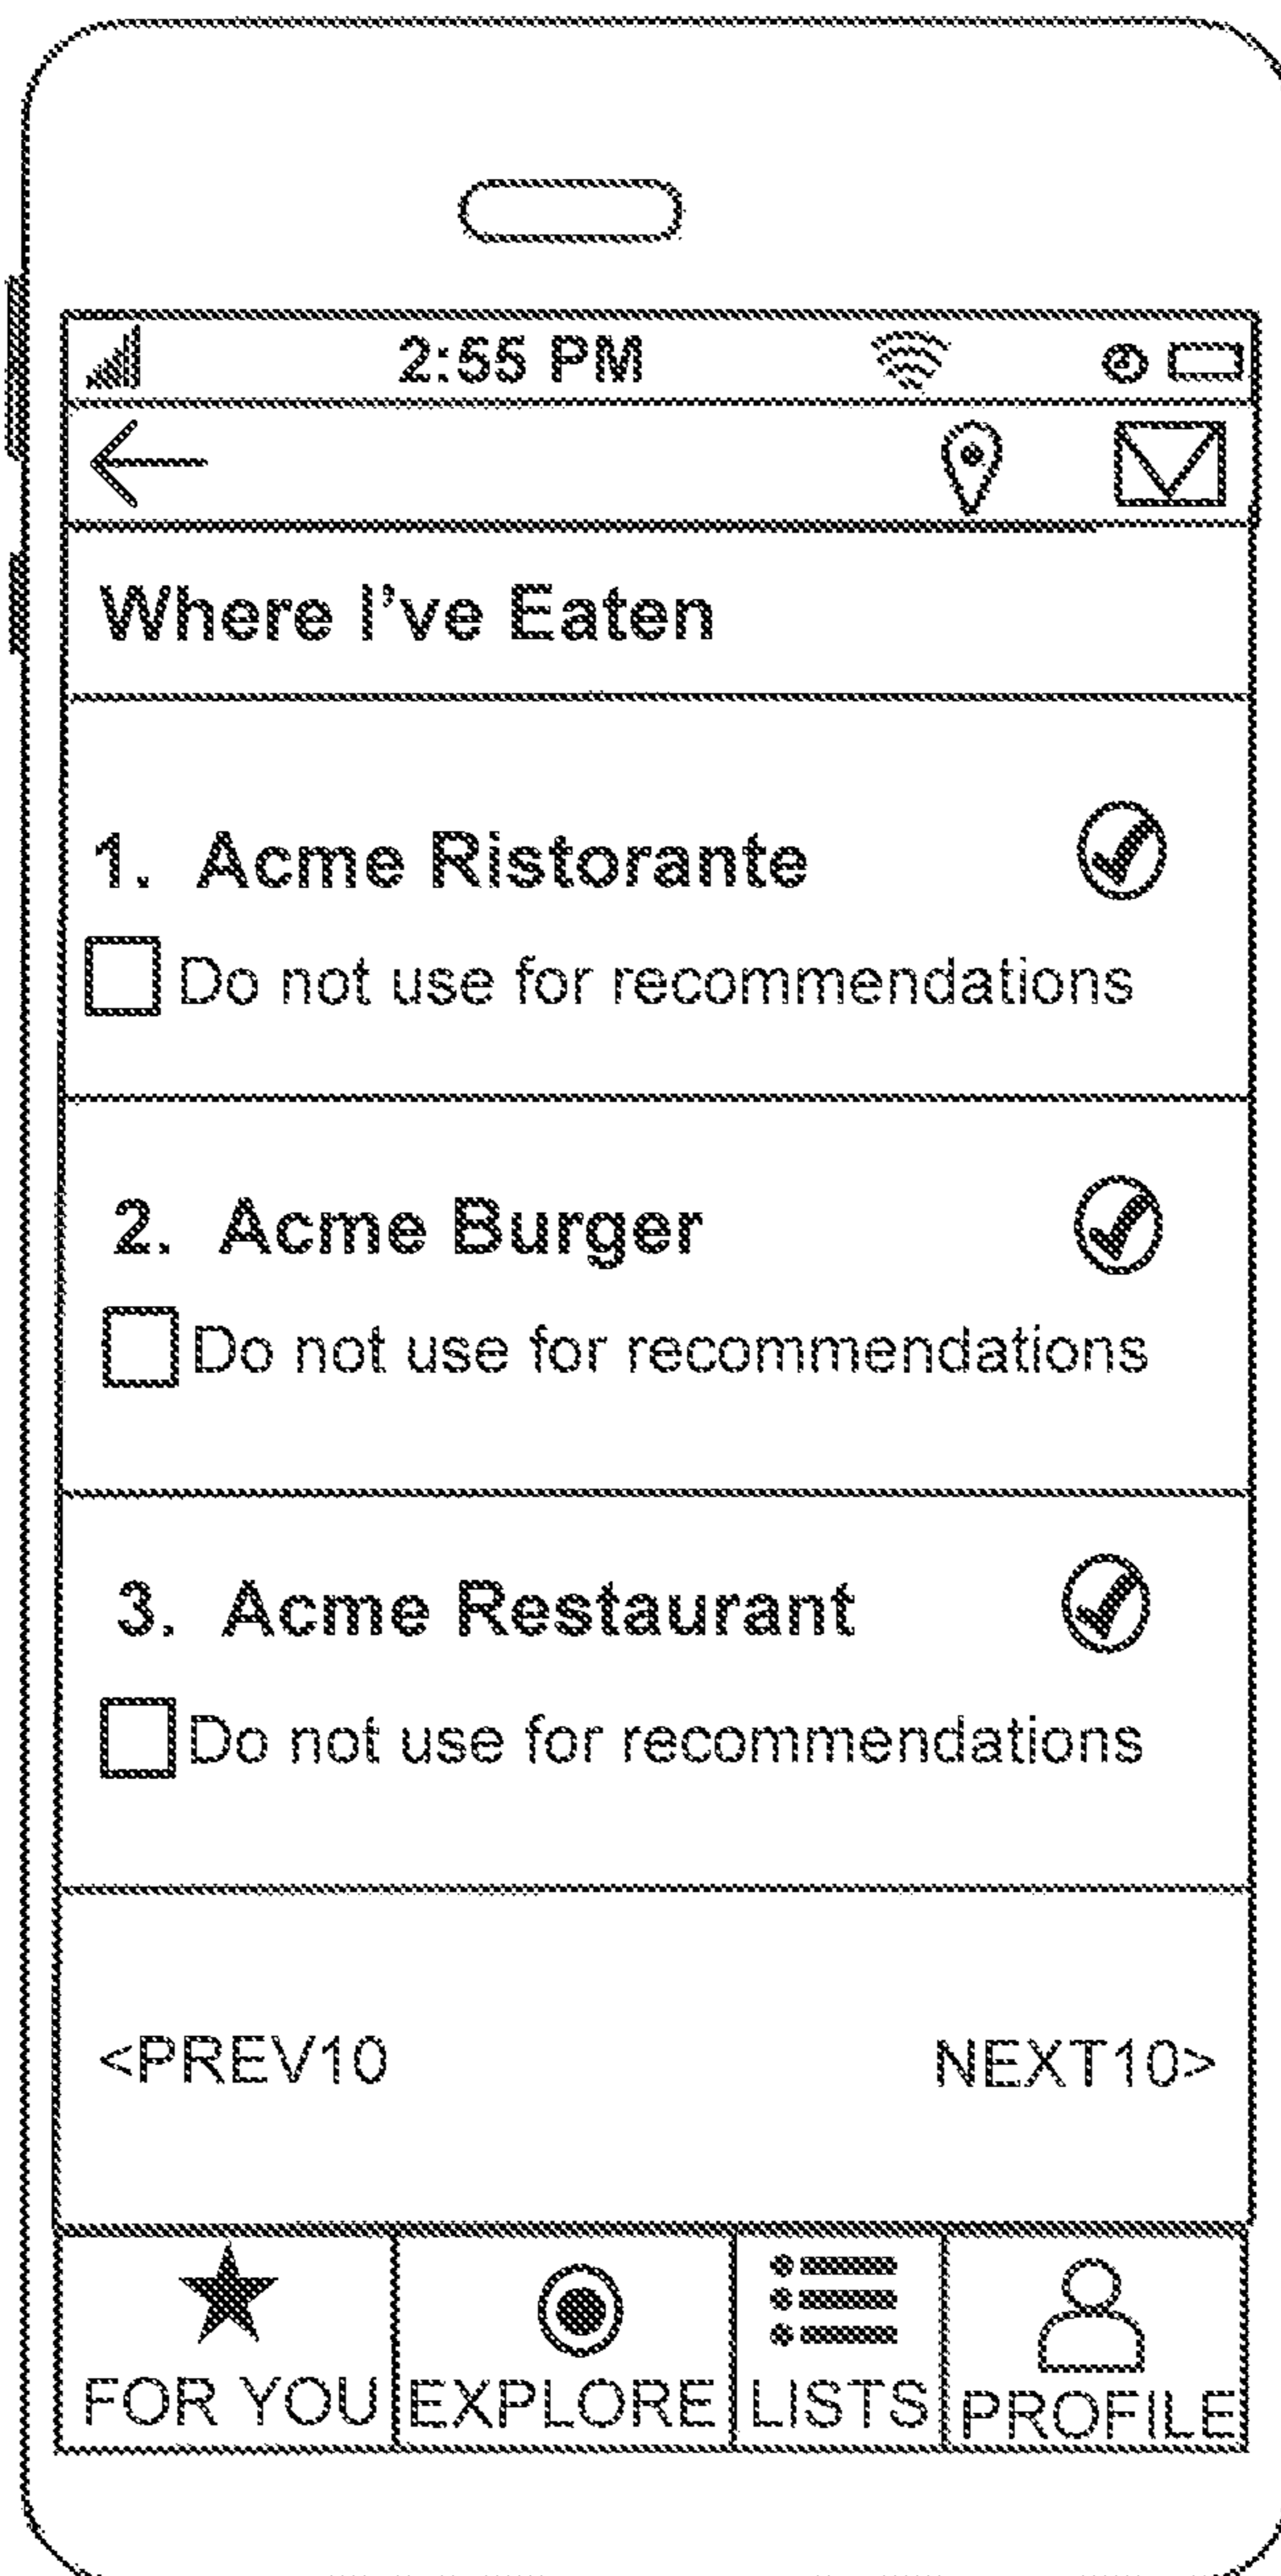 2:55 PM
Where I've Eaten
1. Acme Ristorante
Do not use for recommendations
2. Acme Burger
Do not use for recommendations
3. Acme Restaurant
Do not use for recommendations
<PREV10 NEXT10>
FOR YOU EXPLORE LISTS PROFILE